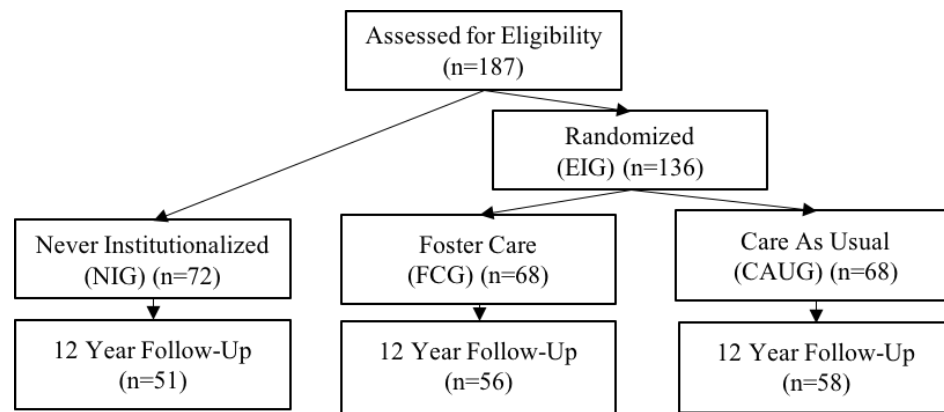 Assessed for Eligibility
(n=187)
Randomized
(EIG) (n=136)
Never Institutionalized
(NIG) (n=72)
Foster Care
(FCG) (n=68)
Care As Usual
(CAUG) (n=68)
12 Year Follow-Up
(n=51)
12 Year Follow-Up
(n=56)
12 Year Follow-Up
(n=58)